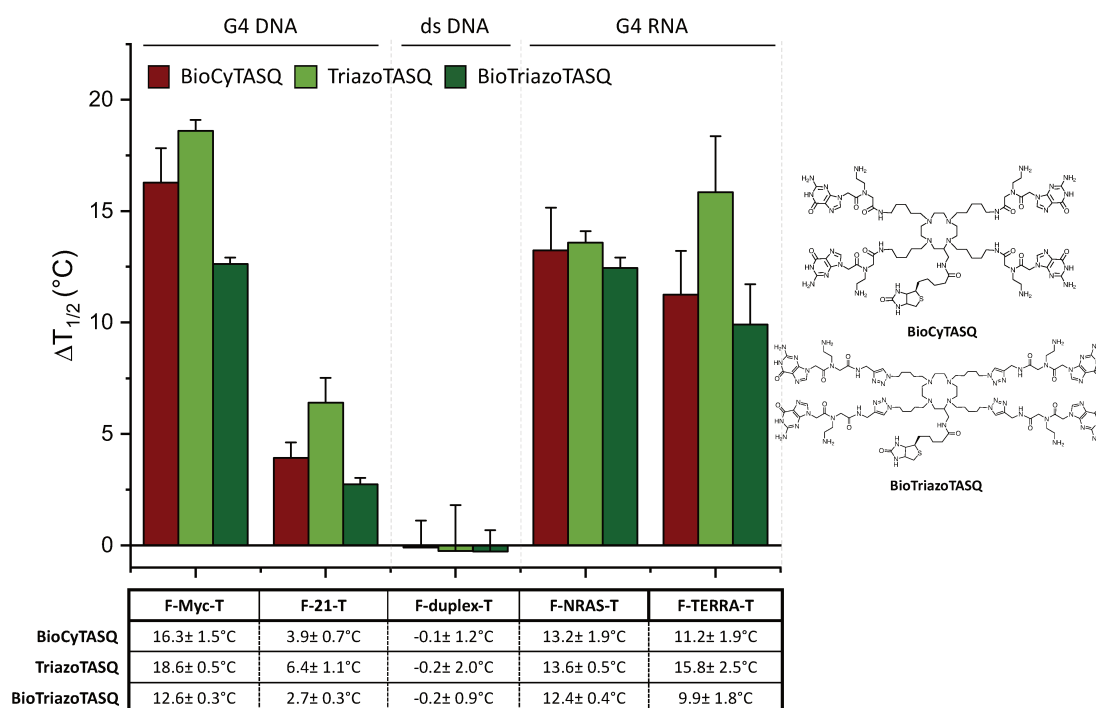 G4 DNA ds DNA G4 RNA
BioCyTASQ TriazoTASQ BioTriazoTASQ
20
15
10
5
0
ΔT1/2 (°C)
BioCyTASQ
BioTriazoTASQ
F-Myc-T F-21-T F-duplex-T F-NRAS-T F-TERRA-T
BioCyTASQ 16.3± 1.5°C 3.9± 0.7°C -0.1± 1.2°C 13.2± 1.9°C 11.2± 1.9°C
TriazoTASQ 18.6± 0.5°C 6.4± 1.1°C -0.2± 2.0°C 13.6± 0.5°C 15.8± 2.5°C
BioTriazoTASQ 12.6± 0.3°C 2.7± 0.3°C -0.2± 0.9°C 12.4± 0.4°C 9.9± 1.8°C